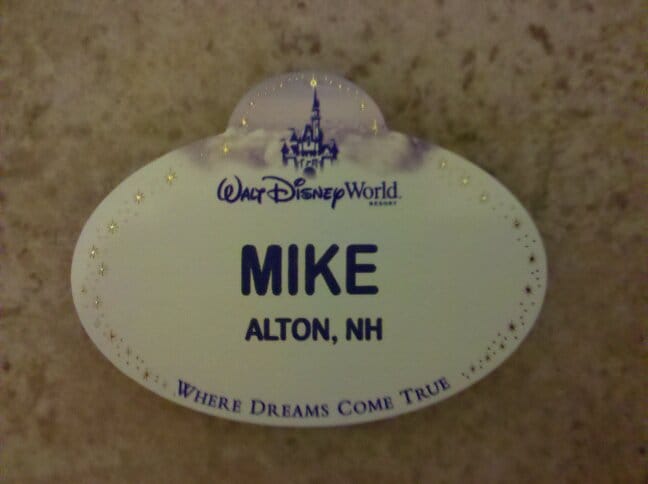 WALT DISNEY World
RESORT
MIKE
ALTON, NH
WHERE DREAMS COME TRUE